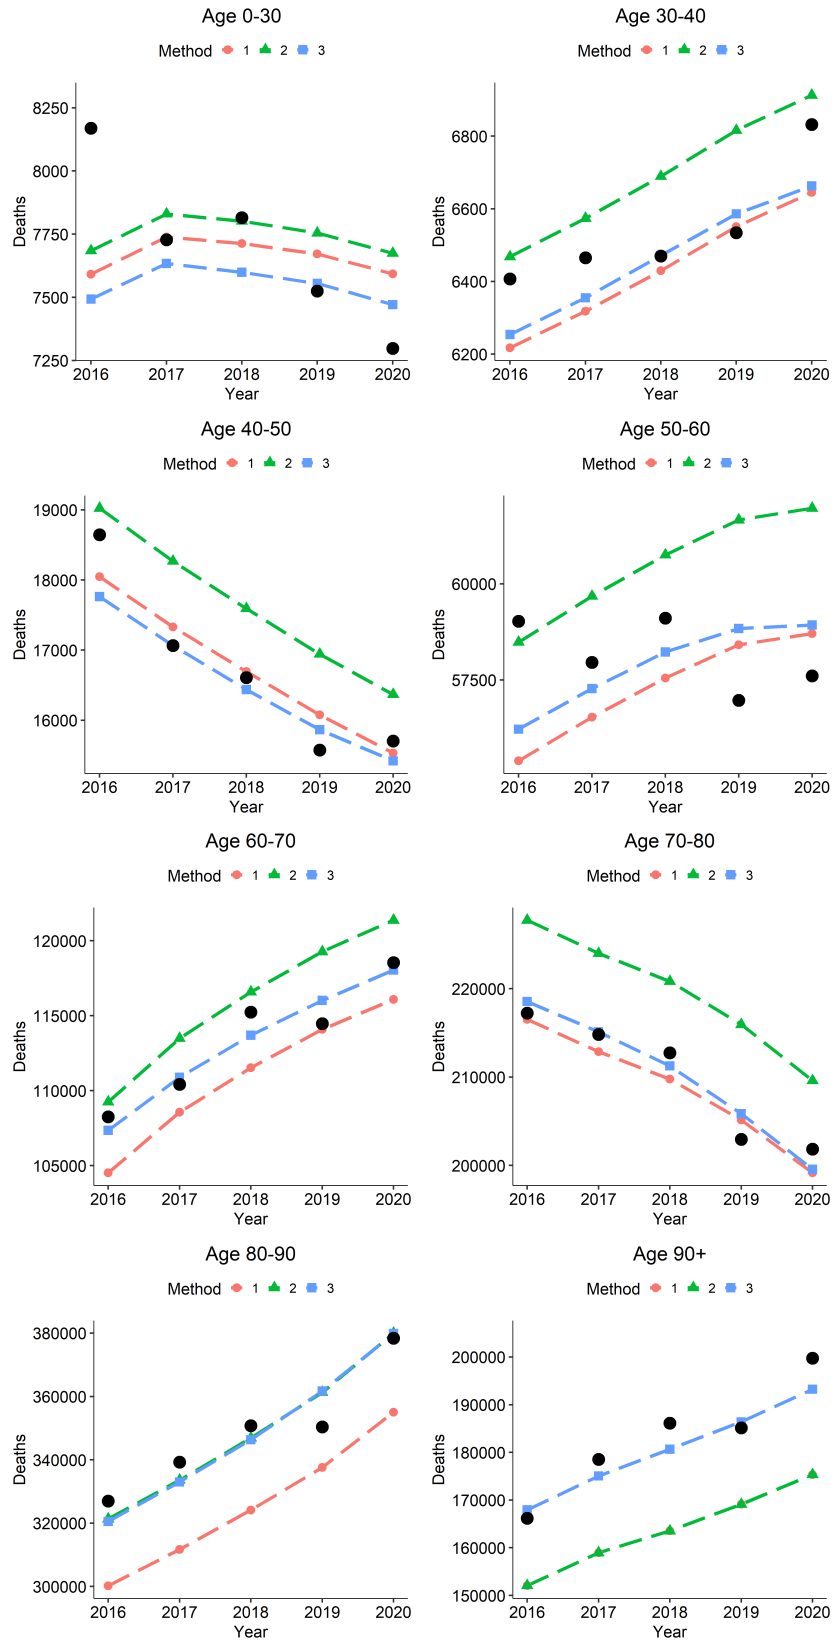 Age 0-30
Method 1 2 3
8250
8000
7750
7500
7250
Deaths
2016 2017 2018 2019 2020
Year
Age 30-40
Method 1 2 3
6800
6600
6400
6200
Deaths
2016 2017 2018 2019 2020
Year
Age 40-50
Method 1 2 3
19000
18000
17000
16000
Deaths
2016 2017 2018 2019 2020
Year
Age 50-60
Method 1 2 3
60000
57500
Deaths
2016 2017 2018 2019 2020
Year
Age 60-70
Method 1 2 3
120000
115000
110000
105000
Deaths
2016 2017 2018 2019 2020
Year
Age 70-80
Method 1 2 3
220000
210000
200000
Deaths
2016 2017 2018 2019 2020
Year
Age 80-90
Method 1 2 3
380000
360000
340000
320000
300000
Deaths
2016 2017 2018 2019 2020
Year
Age 90+
Method 1 2 3
200000
190000
180000
170000
160000
150000
Deaths
2016 2017 2018 2019 2020
Year